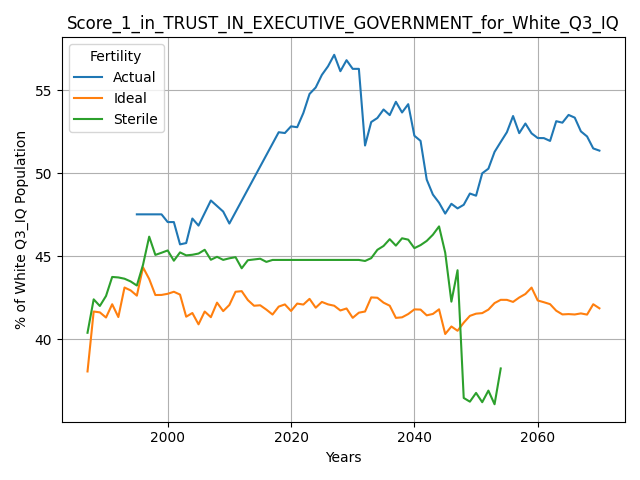 Score_1_in_TRUST_IN_EXECUTIVE_GOVERNMENT_for_White_Q3_IQ
Fertility
Actual
Ideal
Sterile
% of White Q3_IQ Population
55
50
45
40
2000
2020
2040
2060
Years